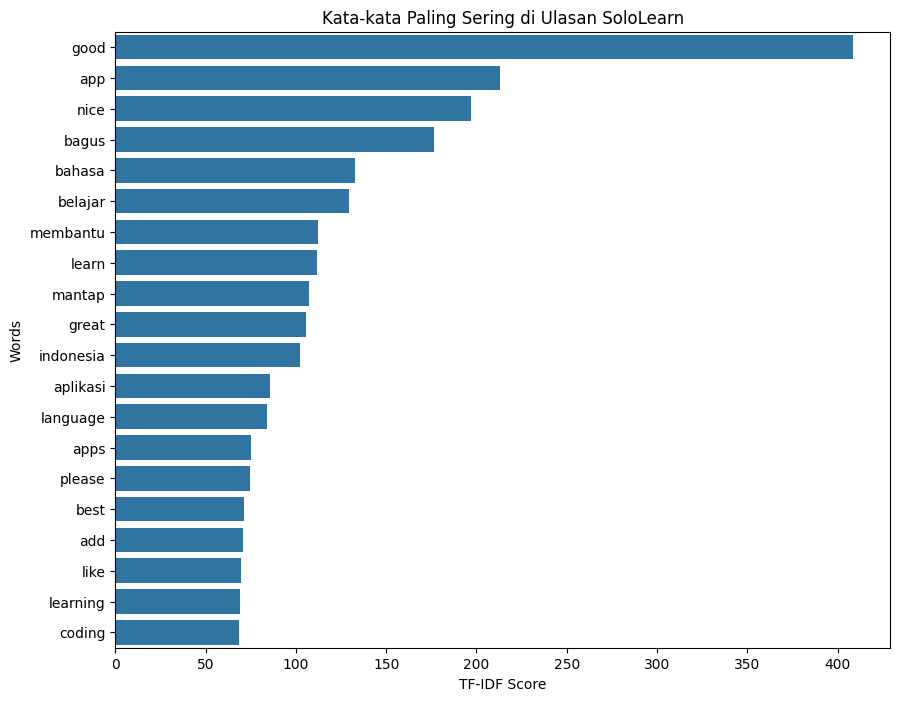 Kata-kata Paling Sering di Ulasan SoloLearn
good
app
nice
bagus
bahasa
belajar
membantu
learn
mantap
great
indonesia
aplikasi
language
apps
please
best
add
like
learning
coding
Words
0 50 100 150 200 250 300 350 400
TF-IDF Score